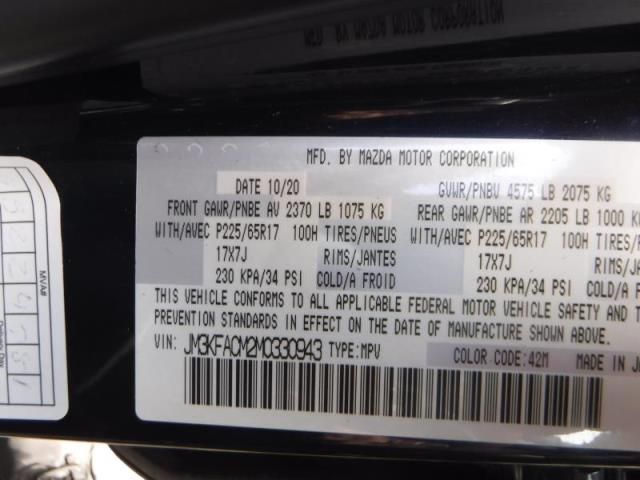 MFD. BY MAZDA MOTOR CORPORATION
DATE 10/20 GVWR/PNBV 4575 LB 2075 KG
FRONT GAWR/PNBE AV 2370 LB 1075 KG REAR GAWR/PNBE AR 2205 LB 1000 KG
WITH/AVEC P225/65R17 100H TIRES/PNEUS WITH/AVEC P225/65R17 100H TIRES/
17X7J RIMS/JANTES 17X7J RIMS/JANTE
230 KPA/34 PSI COLD/A FROID 230 KPA/34 PSI COLD/A
THIS VEHICLE CONFORMS TO ALL APPLICABLE FEDERAL MOTOR VEHICLE SAFETY AND
PREVENTION STANDARDS IN EFFECT ON THE DATE OF MANUFACTURE SHOWN ABOVE.
VIN: JM3KFACM2M0330943 TYPE:MPV COLOR CODE:42M MADE IN
MVA#